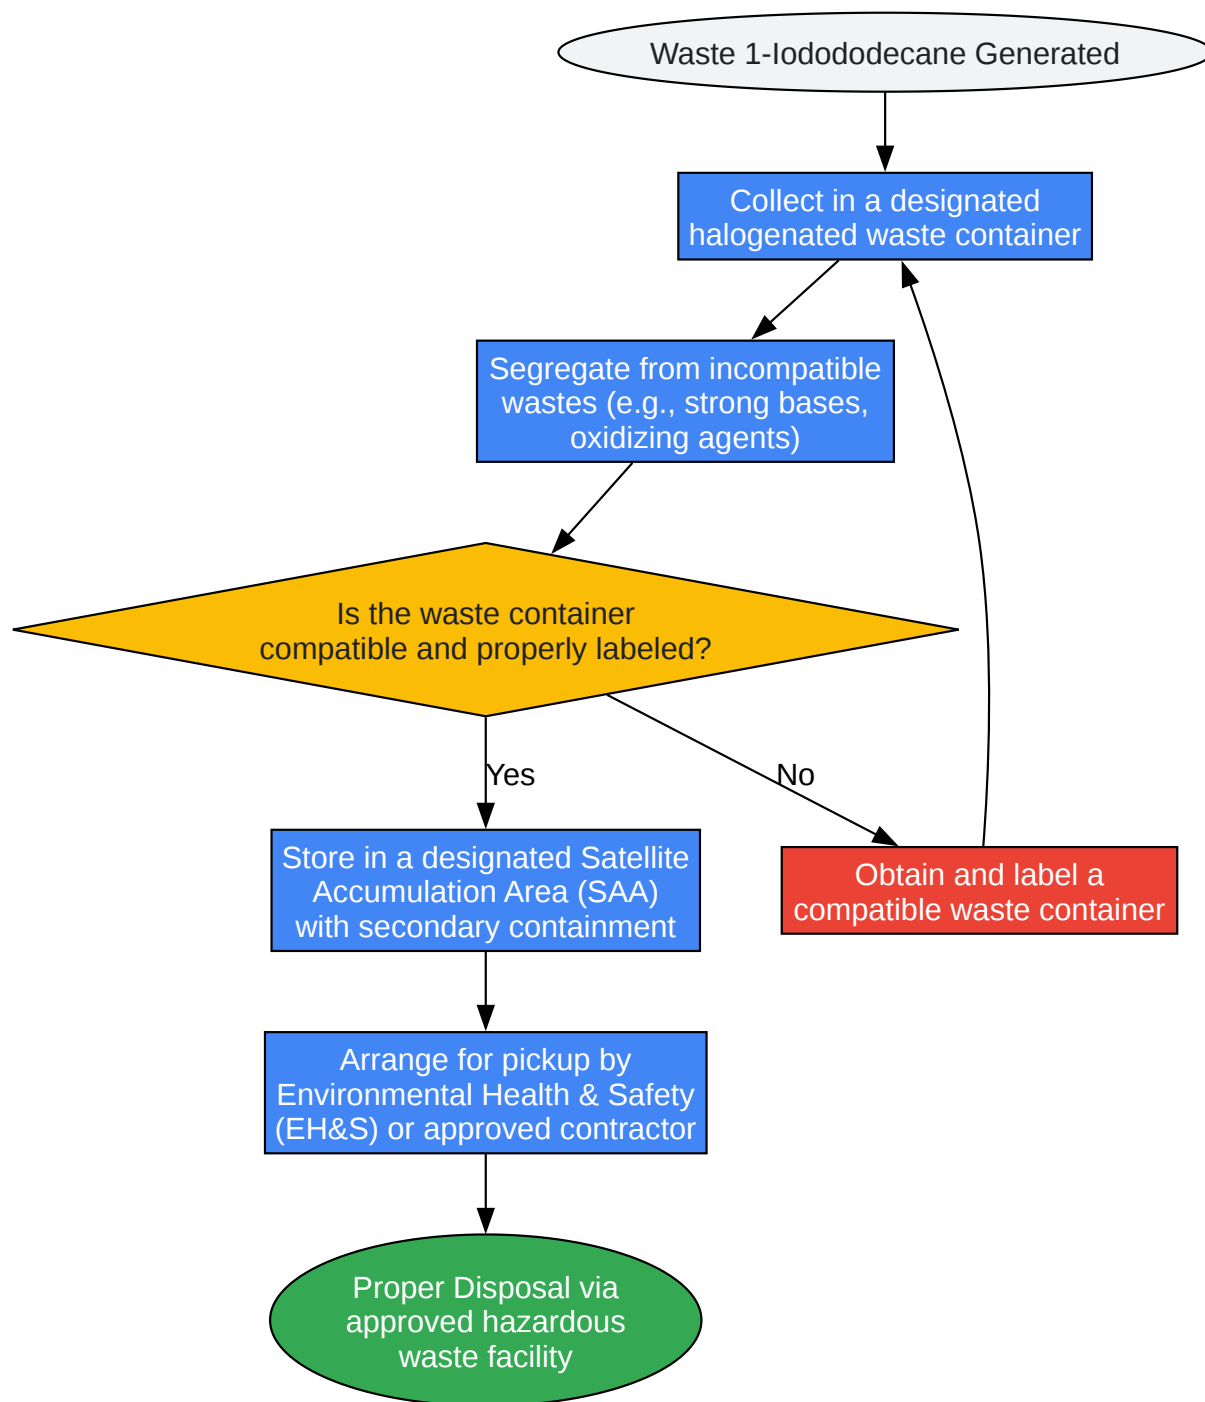 Waste 1-Iodododecane Generated
Collect in a designated
halogenated waste container
Segregate from incompatible
wastes (e.g., strong bases,
oxidizing agents)
Is the waste container
compatible and properly labeled?
Yes
No
Store in a designated Satellite
Accumulation Area (SAA)
with secondary containment
Obtain and label a
compatible waste container
Arrange for pickup by
Environmental Health & Safety
(EH&S) or approved contractor
Proper Disposal via
approved hazardous
waste facility